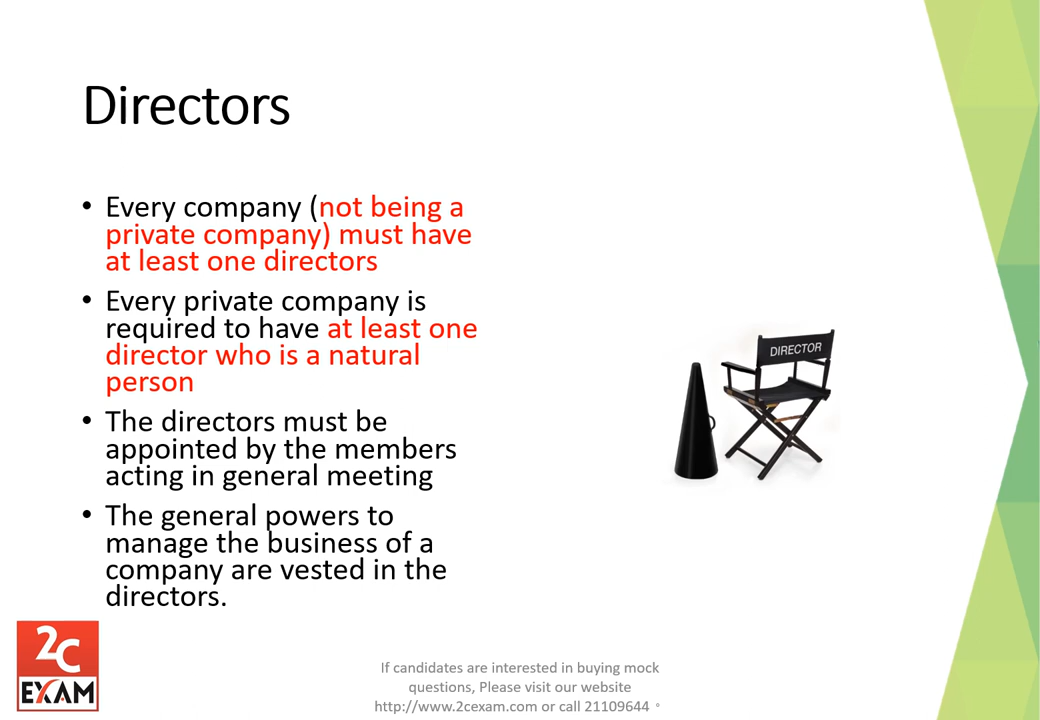 Directors
• Every company (not being a
private company) must have
at least one directors
• Every private company is
required to have at least one
director who is a natural
person
• The directors must be
appointed by the members
acting in general meeting
• The general powers to
manage the business of a
company are vested in the
directors.
DIRECTOR
2C
EXAM
If candidates are interested in buying mock
questions, Please visit our website
http://www.2cexam.com or call 21109644 。